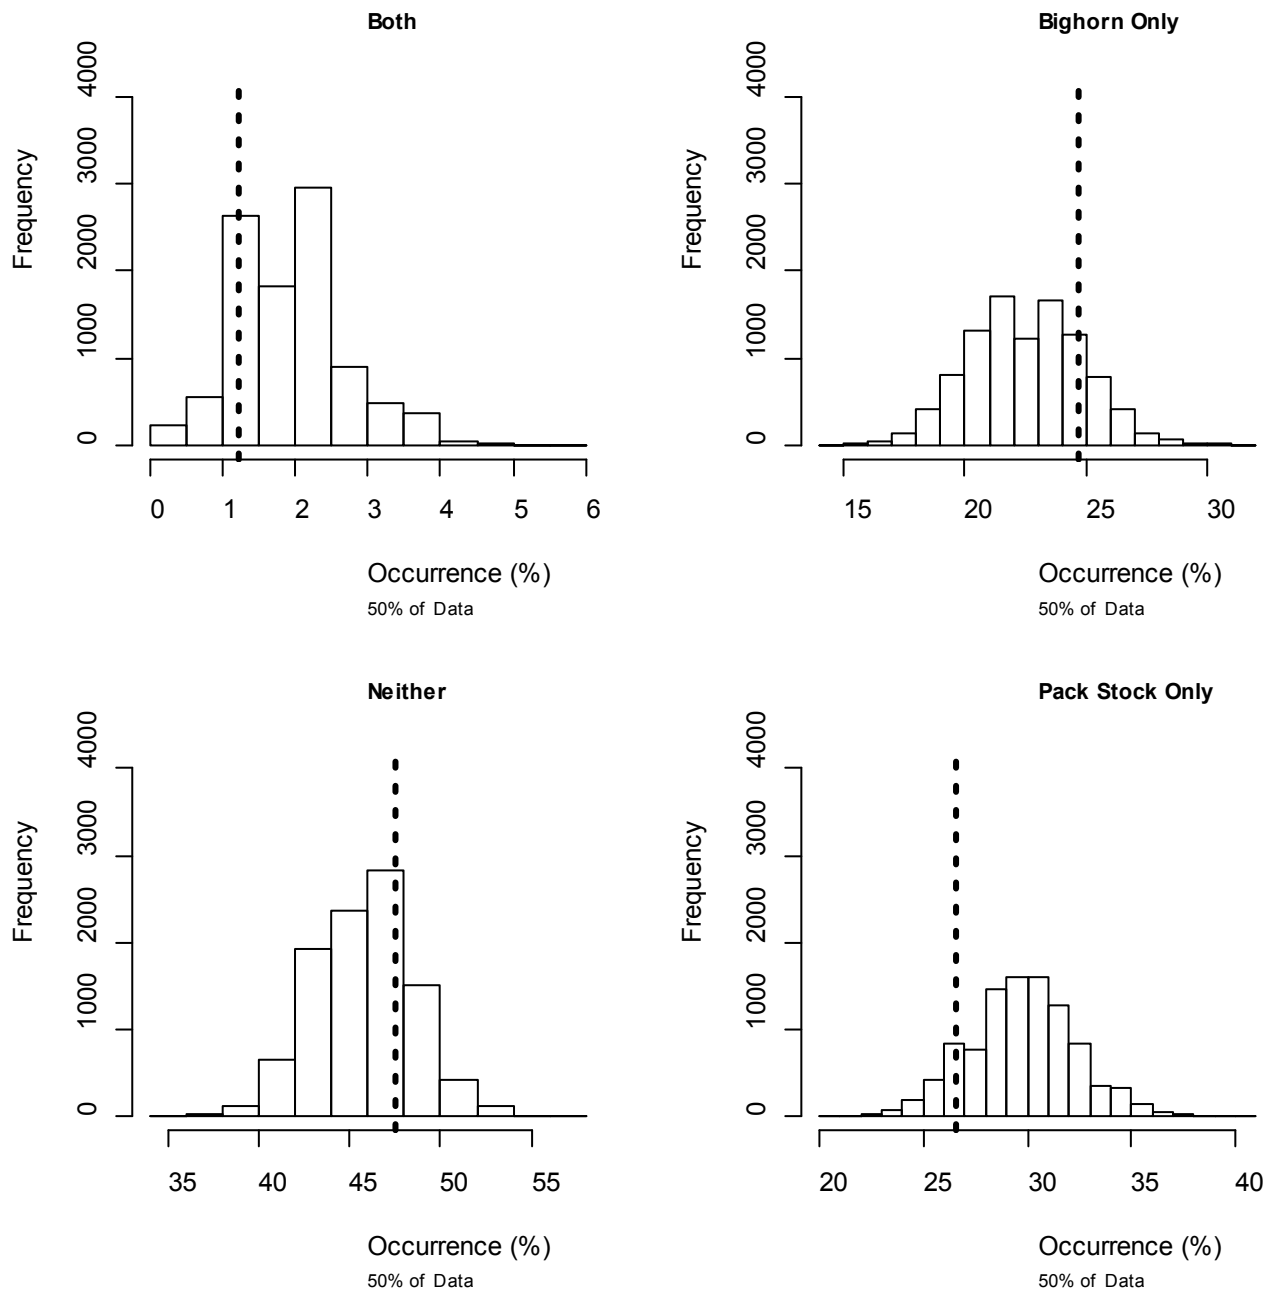 Both
Frequency
4000
3000
2000
1000
0
0 1 2 3 4 5 6
Occurrence (%)
50% of Data
Bighorn Only
Frequency
4000
3000
2000
1000
0
15 20 25 30
Occurrence (%)
50% of Data
Neither
Frequency
4000
3000
2000
1000
0
35 40 45 50 55
Occurrence (%)
50% of Data
Pack Stock Only
Frequency
4000
3000
2000
1000
0
20 25 30 35 40
Occurrence (%)
50% of Data